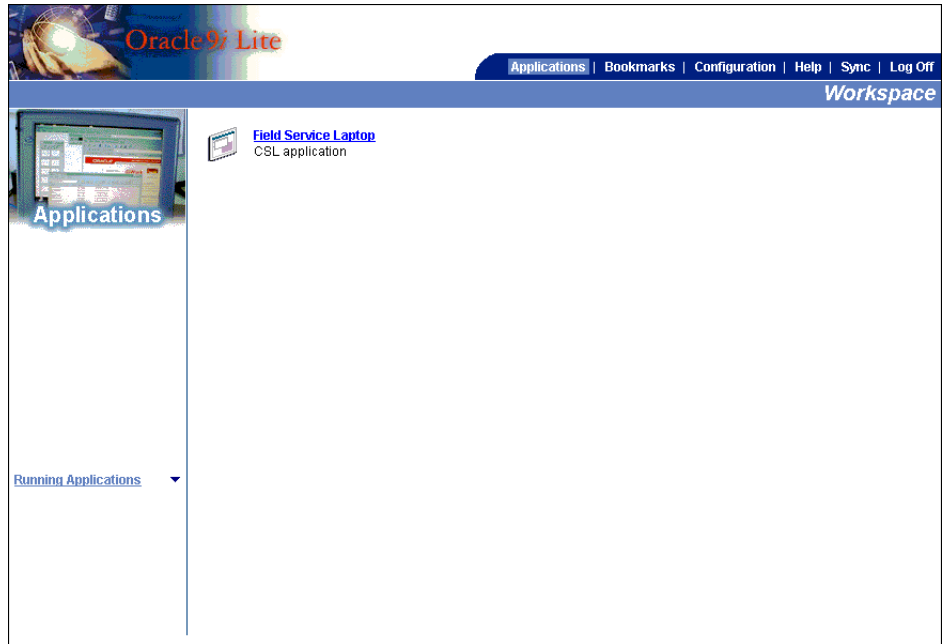 Oracle9i Lite
Applications | Bookmarks | Configuration | Help | Sync | Log Off
Workspace
Field Service Laptop
CSL application
Applications
Running Applications